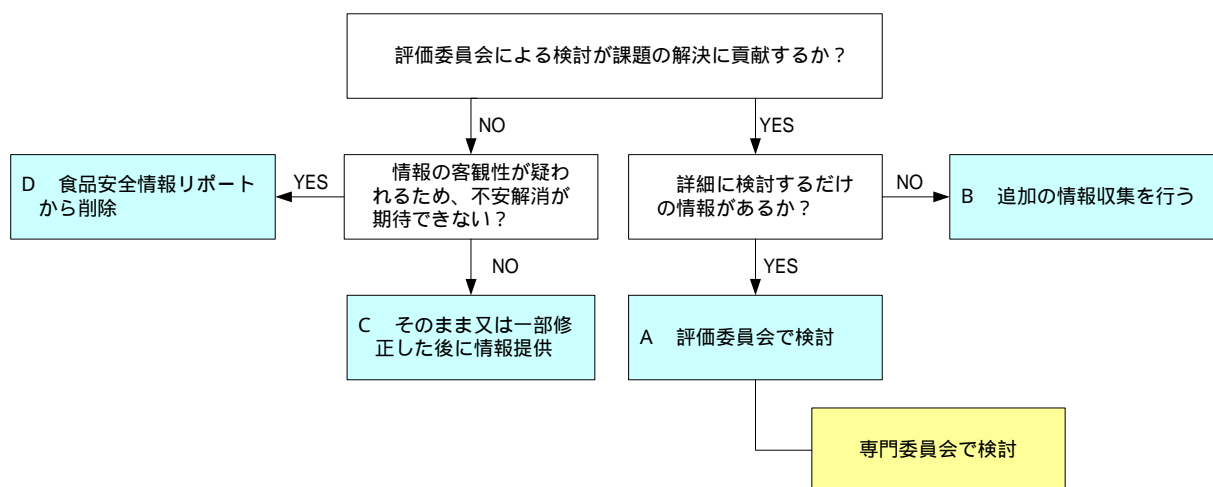 評価委員会による検討が課題の解決に貢献するか？
NO
YES
D　食品安全情報リポート
から削除
YES
情報の客観性が疑わ
れるため、不安解消が
期待できない？
詳細に検討するだけ
の情報があるか？
NO
B　追加の情報収集を行う
NO
YES
C　そのまま又は一部修
正した後に情報提供
A　評価委員会で検討
専門委員会で検討